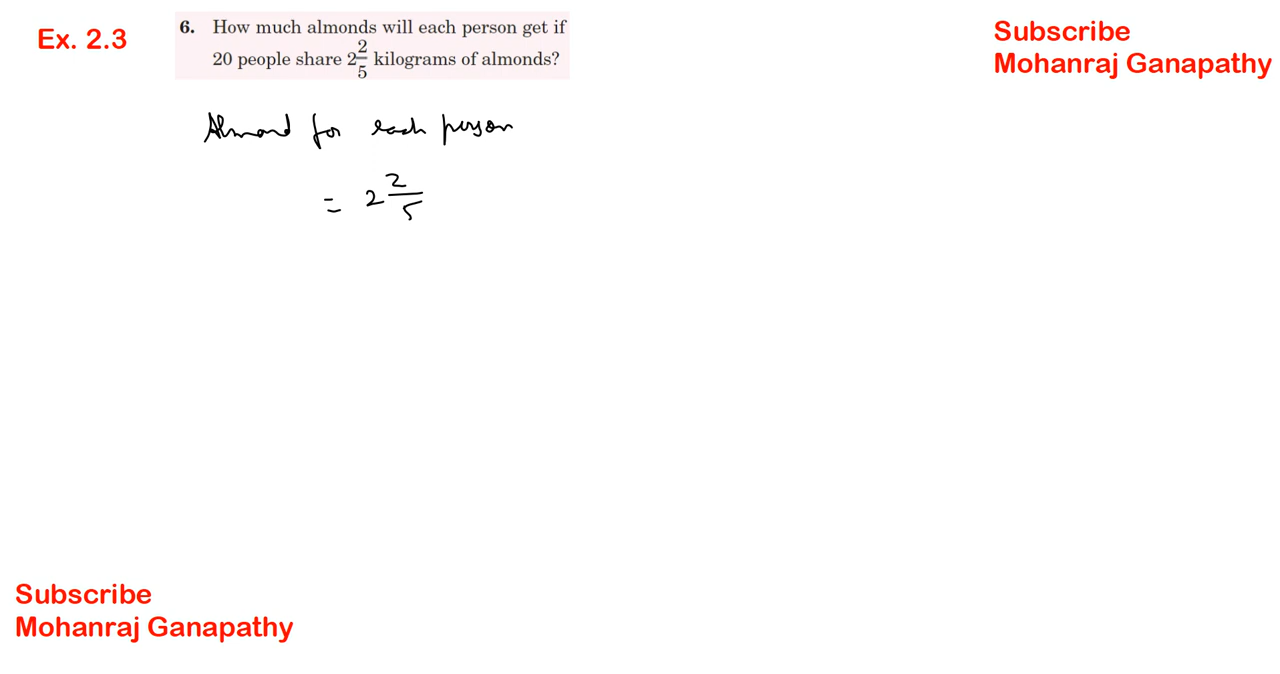 Ex. 2.3
6. How much almonds will each person get if
20 people share 2 2/5 kilograms of almonds?
Subscribe
Mohanraj Ganapathy
Almond for each person
= 2 2/5
Subscribe
Mohanraj Ganapathy